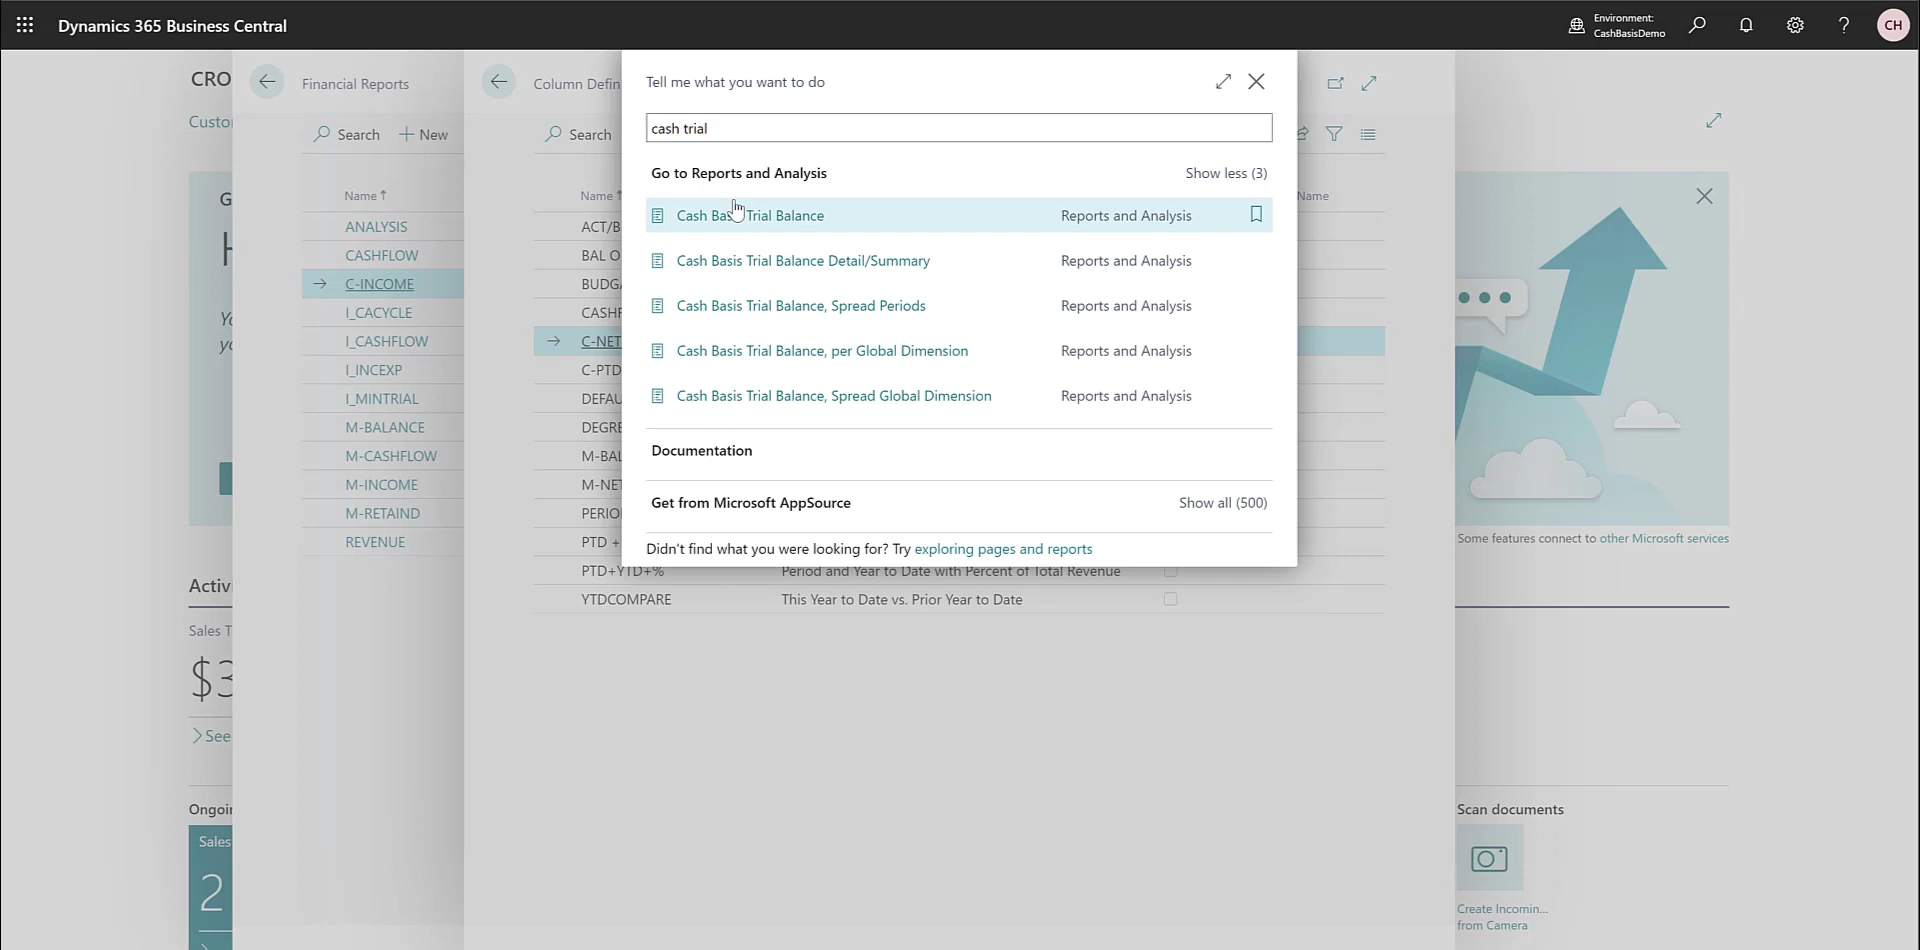 Dynamics 365 Business Central
Environment:
CashBasisDemo
CH
CRO
Financial Reports
Column Defin
Tell me what you want to do
cash trial
Custo
Search
New
Search
Go to Reports and Analysis
Show less (3)
Name
Name
Name
Cash Basis Trial Balance
Reports and Analysis
Cash Basis Trial Balance Detail/Summary
Reports and Analysis
Cash Basis Trial Balance, Spread Periods
Reports and Analysis
Cash Basis Trial Balance, per Global Dimension
Reports and Analysis
Cash Basis Trial Balance, Spread Global Dimension
Reports and Analysis
Documentation
Get from Microsoft AppSource
Show all (500)
Didn't find what you were looking for? Try exploring pages and reports
ANALYSIS
CASHFLOW
C-INCOME
I_CACYCLE
I_CASHFLOW
I_INCEXP
I_MINTRIAL
M-BALANCE
M-CASHFLOW
M-INCOME
M-RETAIND
REVENUE
ACT/B
BAL O
BUDGA
CASHF
C-NET
C-PTD
DEFAU
DEGRE
M-BAL
M-NET
PERIO
PTD +
PTD+YTD+%
Period and Year to Date with Percent of Total Revenue
YTDCOMPARE
This Year to Date vs. Prior Year to Date
Some features connect to other Microsoft services
Activi
Sales T
$3
See
Ongoin
Sales
2
Scan documents
Create Incomin...
from Camera